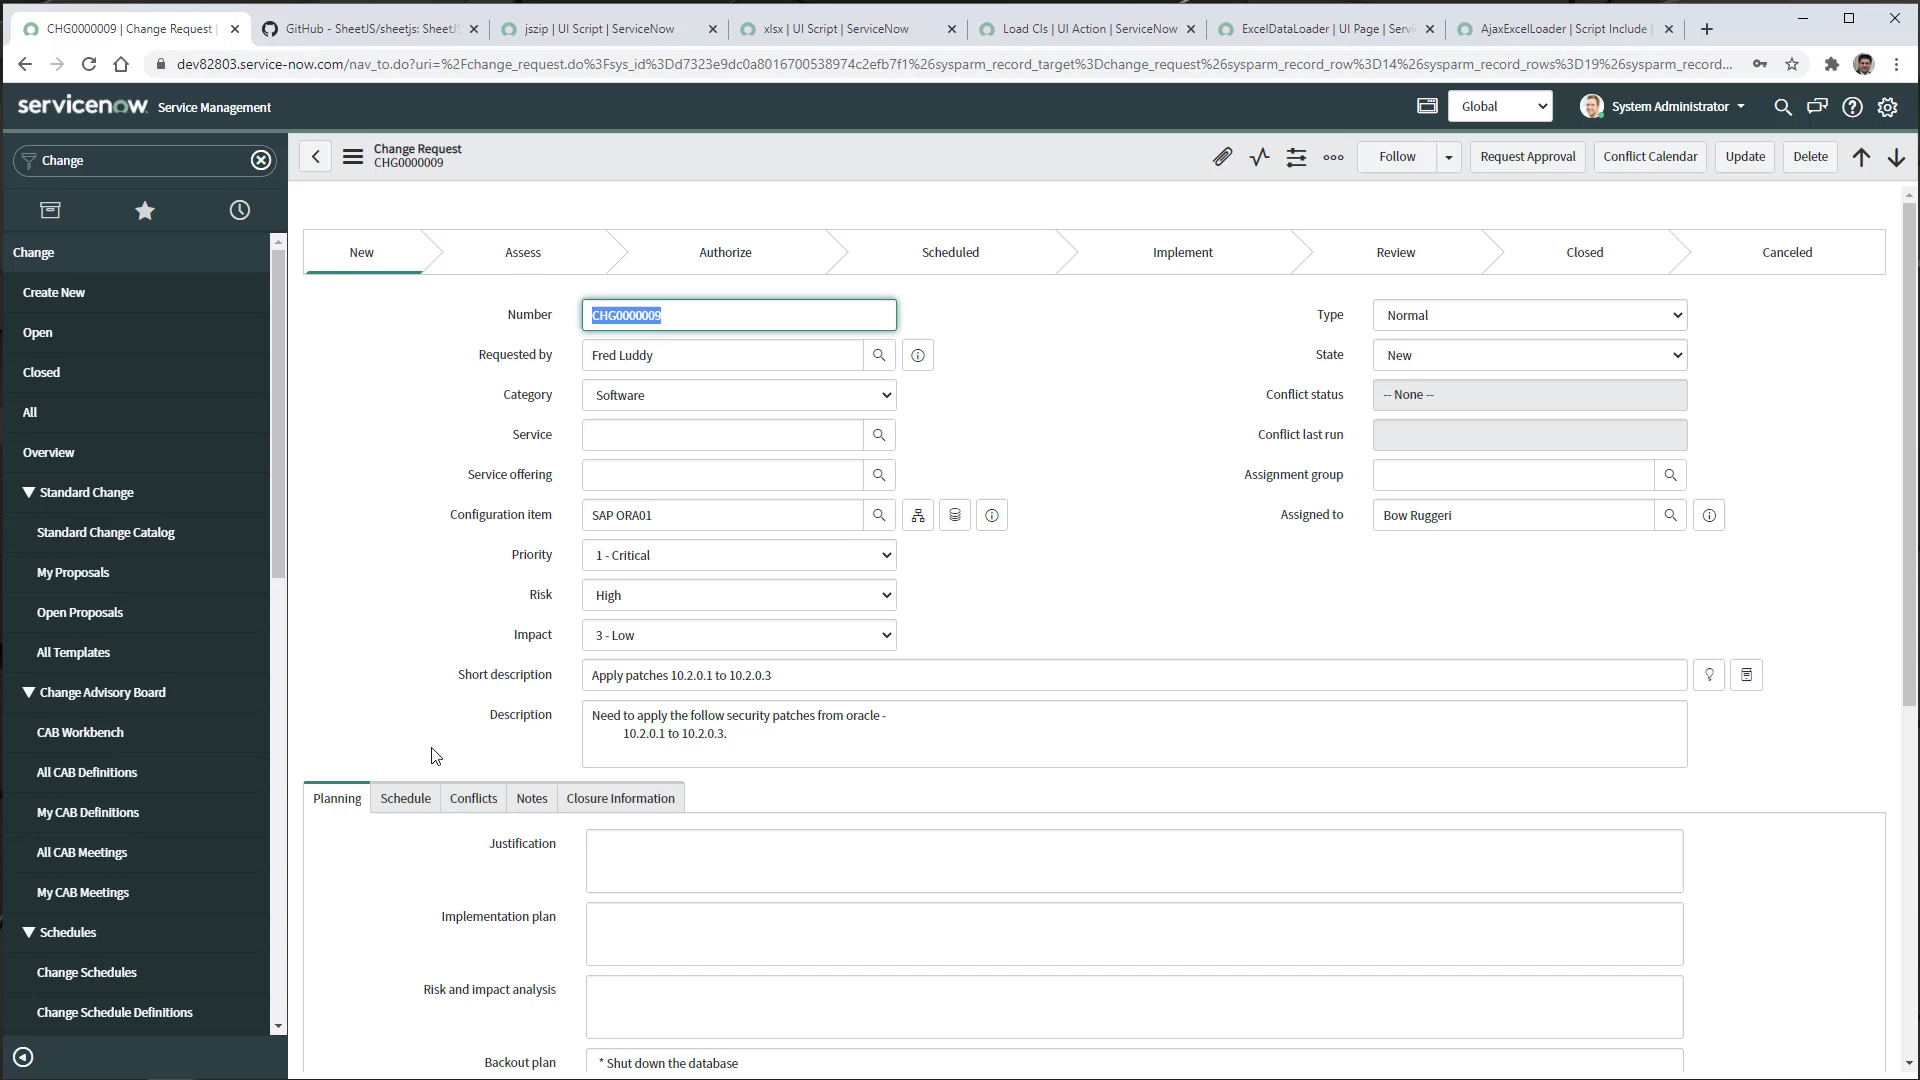 CHG0000009 | Change Request |
GitHub - SheetJS/sheetjs: SheetJS
jszip | UI Script | ServiceNow
xlsx | UI Script | ServiceNow
Load CIs | UI Action | ServiceNow
ExcelDataLoader | UI Page | Servi
AjaxExcelLoader | Script Include |
dev82803.service-now.com/nav_to.do?uri=%2Fchange_request.do%3Fsys_id%3Dd7323e9dc0a8016700538974c2efb7f1%26sysparm_record_target%3Dchange_request%26sysparm_record_row%3D14%26sysparm_record_rows%3D19%26sysparm_record...
servicenow Service Management
Global
System Administrator
Change
Change Request
CHG0000009
Follow
Request Approval
Conflict Calendar
Update
Delete
Change
Create New
Open
Closed
All
Overview
Standard Change
Standard Change Catalog
My Proposals
Open Proposals
All Templates
Change Advisory Board
CAB Workbench
All CAB Definitions
My CAB Definitions
All CAB Meetings
My CAB Meetings
Schedules
Change Schedules
Change Schedule Definitions
New
Assess
Authorize
Scheduled
Implement
Review
Closed
Canceled
Number CHG0000009
Requested by Fred Luddy
Category Software
Service
Service offering
Configuration item SAP ORA01
Priority 1 - Critical
Risk High
Impact 3 - Low
Type Normal
State New
Conflict status -- None --
Conflict last run
Assignment group
Assigned to Bow Ruggeri
Short description Apply patches 10.2.0.1 to 10.2.0.3
Description Need to apply the follow security patches from oracle -
10.2.0.1 to 10.2.0.3.
Planning
Schedule
Conflicts
Notes
Closure Information
Justification
Implementation plan
Risk and impact analysis
Backout plan * Shut down the database